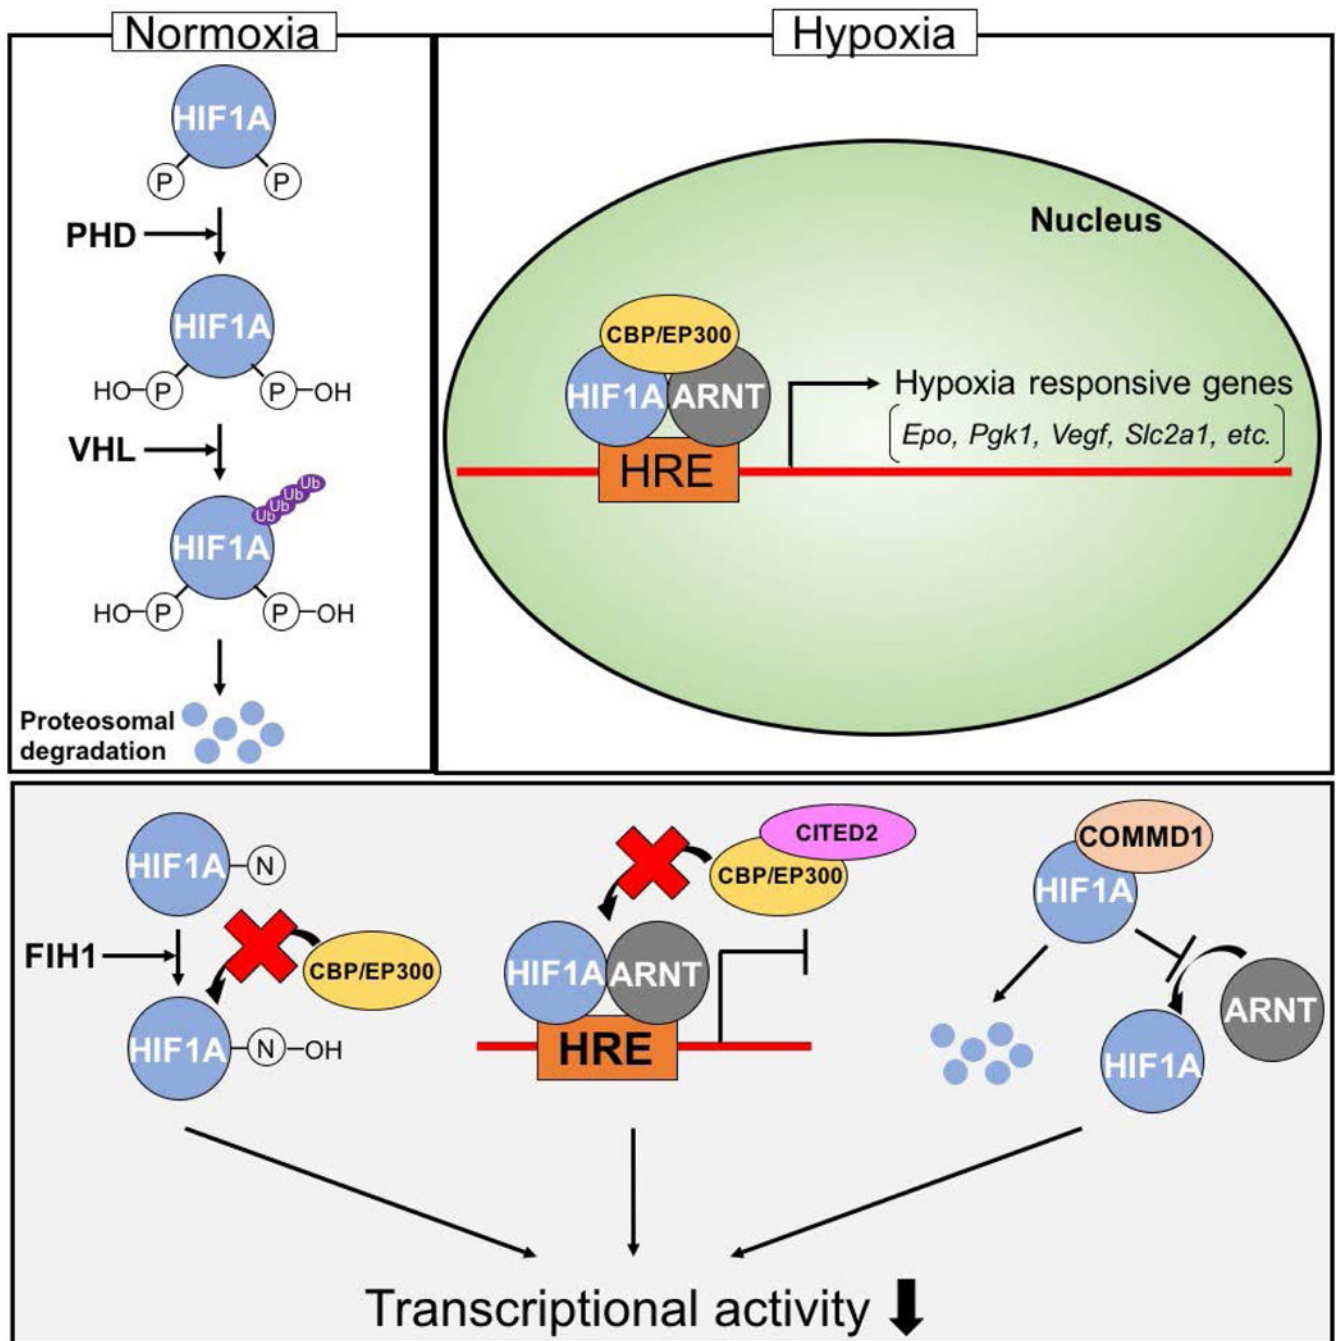 Normoxia
HIF1A
P P
PHD
HIF1A
HO P P OH
VHL
Ub Ub Ub Ub
HIF1A
HO P P OH
Proteosomal
degradation
Hypoxia
Nucleus
CBP/EP300
HIF1A ARNT
HRE
Hypoxia responsive genes
Epo, Pgk1, Vegf, Slc2a1, etc.
HIF1A N
FIH1
CBP/EP300
HIF1A N OH
CITED2
CBP/EP300
HIF1A ARNT
HRE
COMMD1
HIF1A
ARNT
HIF1A
Transcriptional activity